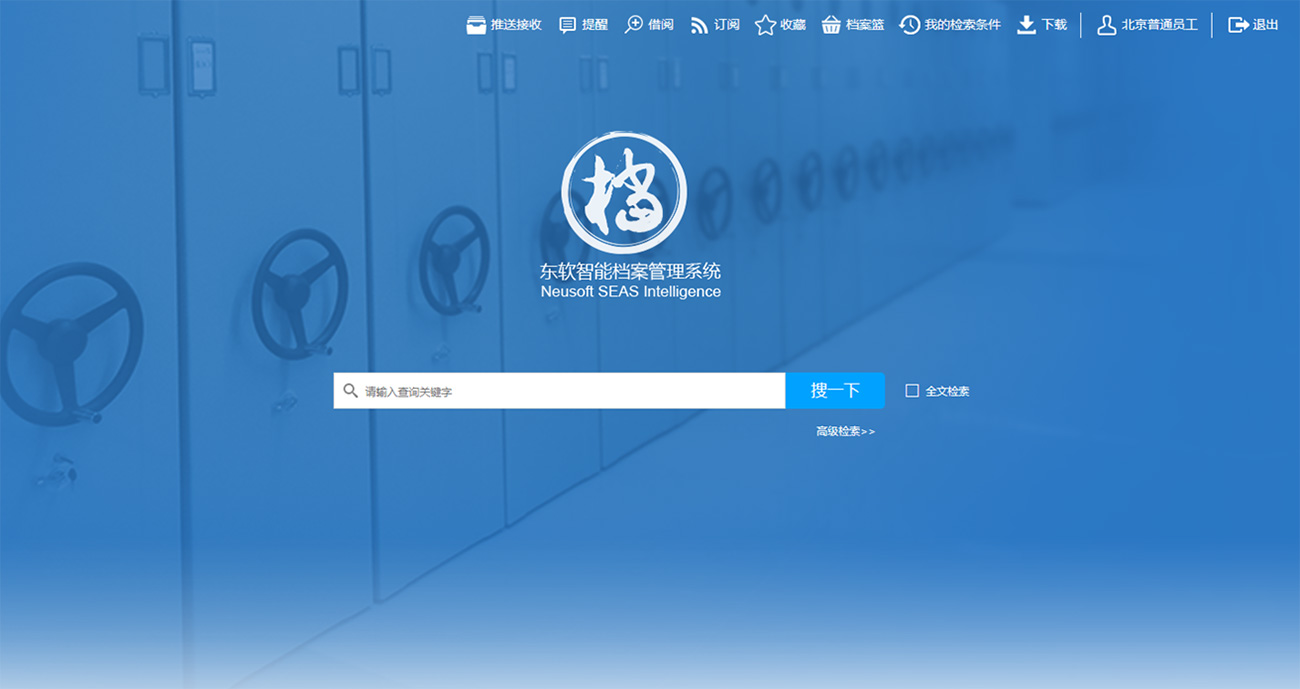 推送接收 提醒 借阅 订阅 收藏 档案篮 我的检索条件 下载 北京普通员工 退出
档
东软智能档案管理系统
Neusoft SEAS Intelligence
请输入查询关键字 搜一下 全文检索
高级检索>>